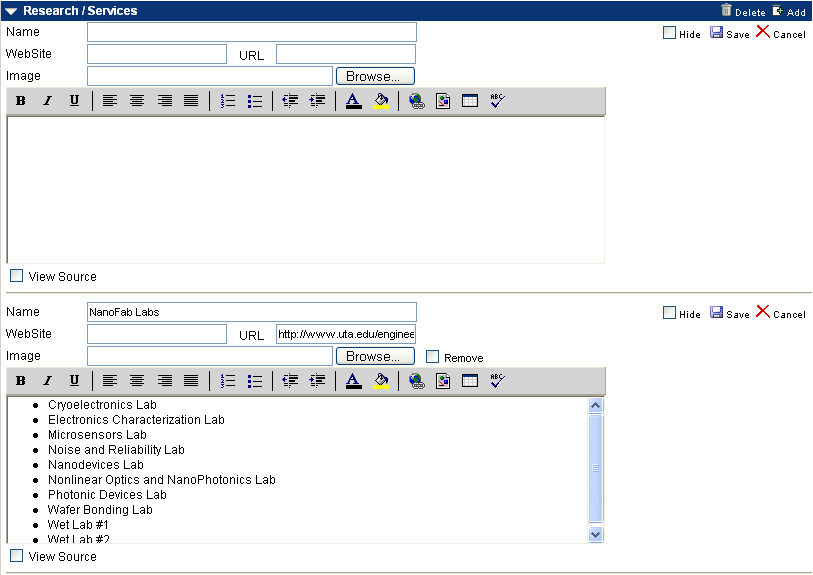 Research / Services Delete Add
Name Hide Save Cancel
WebSite URL
Image Browse...
B I U ABC
View Source
Name NanoFab Labs Hide Save Cancel
WebSite URL http://www.uta.edu/enginee
Image Browse... Remove
B I U ABC
Cryoelectronics Lab
Electronics Characterization Lab
Microsensors Lab
Noise and Reliability Lab
Nanodevices Lab
Nonlinear Optics and NanoPhotonics Lab
Photonic Devices Lab
Wafer Bonding Lab
Wet Lab #1
Wet Lab #2
View Source